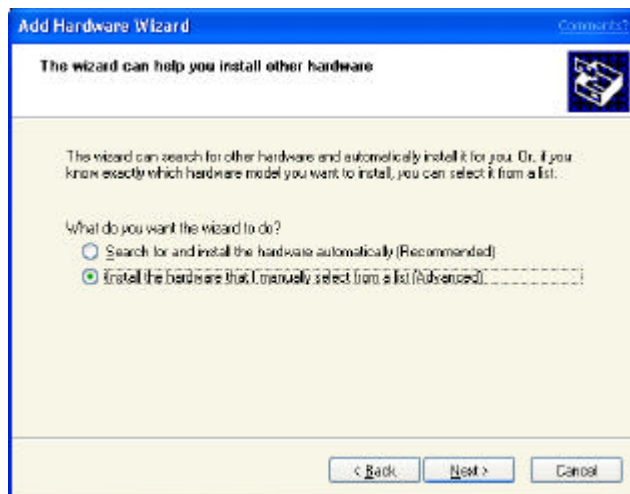 Add Hardware Wizard
Comments?
The wizard can help you install other hardware
The wizard can search for other hardware and automatically install it for you. Or, if you
know exactly which hardware model you want to install, you can select it from a list.
What do you want the wizard to do?
Search for and install the hardware automatically (Recommended)
Install the hardware that I manually select from a list (Advanced)
< Back
Next >
Cancel